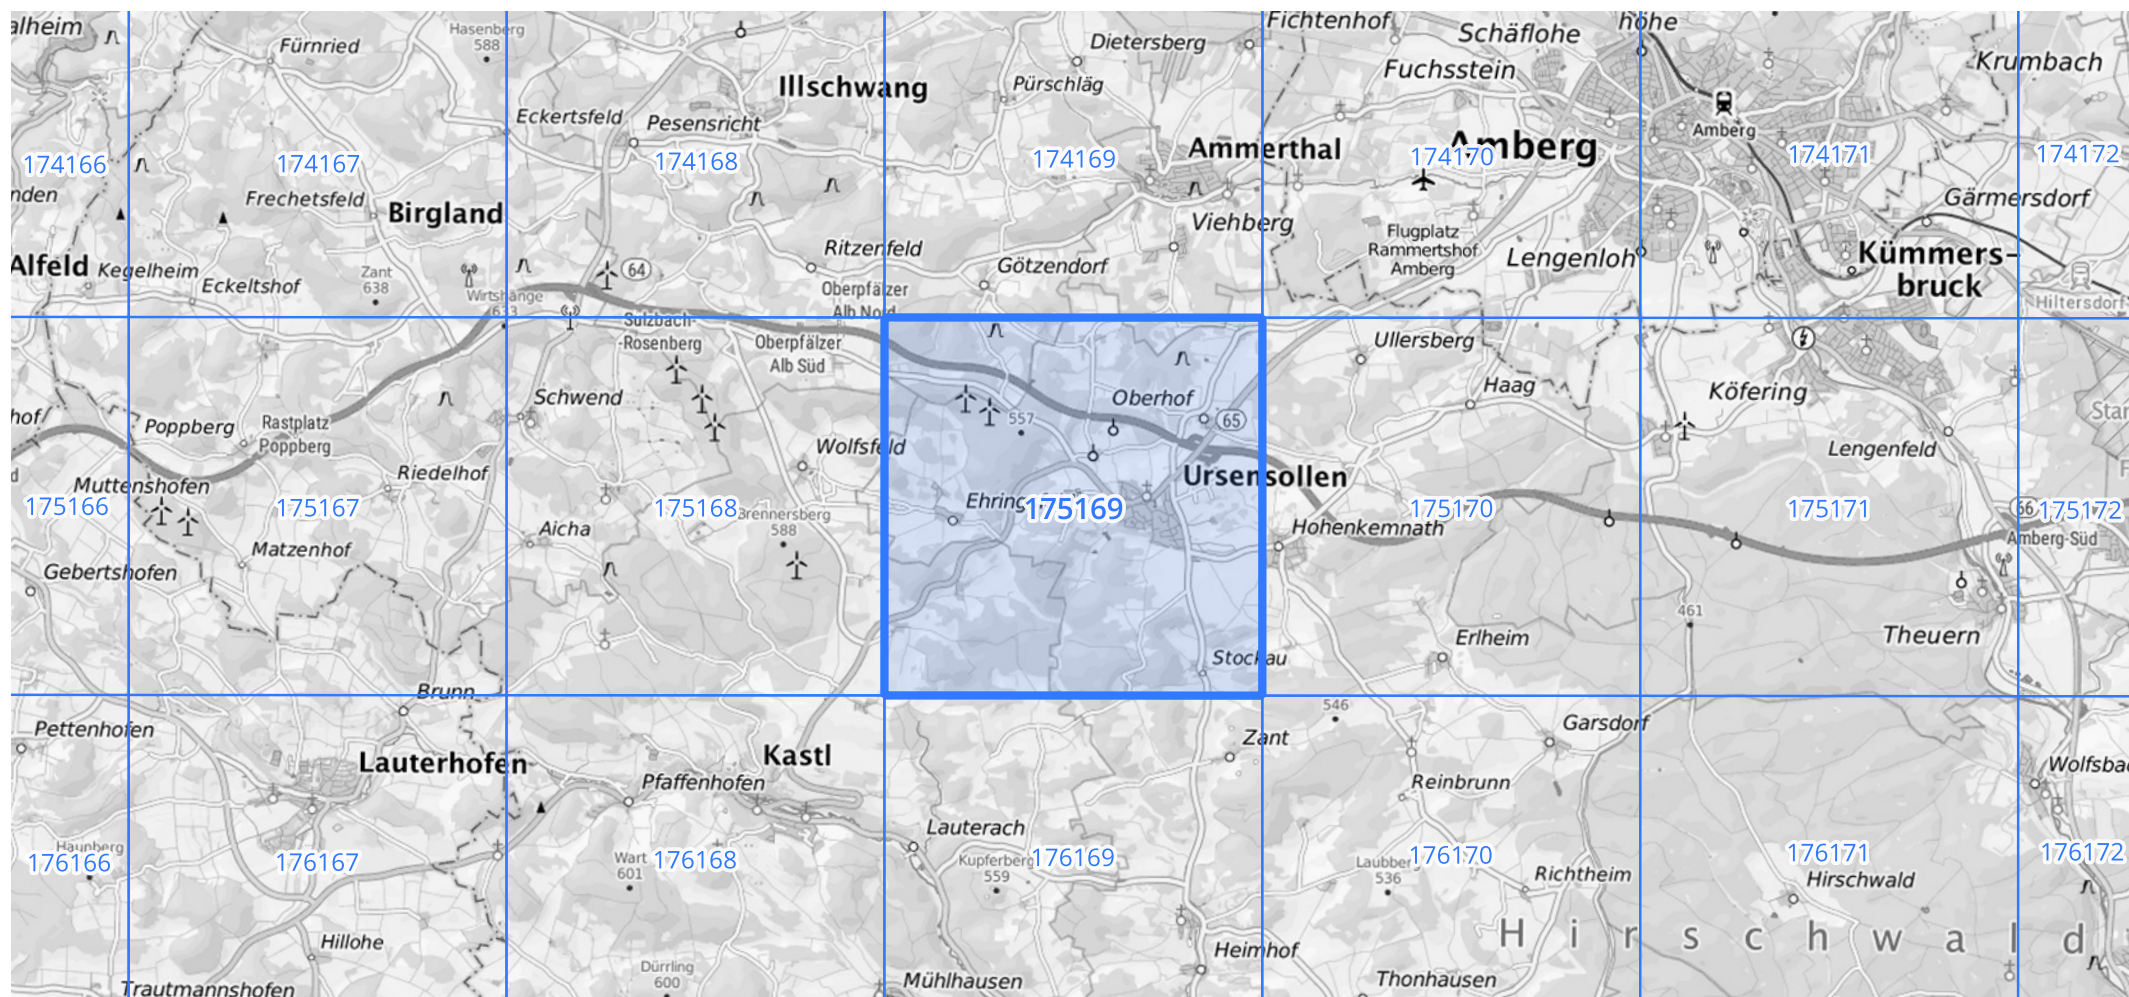 alheim
Fürnried
Hasenberg
588
Illschwang
Dietersberg
Pürschläg
Fichtenhof
Schäflohe
Fuchsstein
höhe
Krumbach
Eckertsfeld
Pesensricht
Ammerthal
Amberg
Amberg
174166
174167
174168
174169
174170
174171
174172
nden
Frechetsfeld
Birgland
Viehberg
Flugplatz
Rammertshof
Amberg
Lengenloh
Gärmersdorf
Kümmers-
bruck
Alfeld
Kegelheim
Eckeltshof
Zant
638
Wirtshänge
633
64
Ritzenfeld
Oberpfälzer
Alb Nord
Götzendorf
Hiltersdorf
Sulzbach-
-Rosenberg
Oberpfälzer
Alb Süd
Ullersberg
Haag
Köfering
hof
Poppberg
Rastplatz
Poppberg
Schwend
557
Oberhof
65
Star
Lengenfeld
Wolfsfeld
Riedelhof
Muttenshofen
Ursensollen
175166
175167
175168
Brennersberg
588
Ehring
175169
175170
175171
66
175172
Amberg-Süd
Aicha
Hohenkemnath
Matzenhof
Gebertshofen
461
Erlheim
Theuern
Stockau
Brunn
Pettenhofen
Lauterhofen
Kastl
Pfaffenhofen
Zant
546
Garsdorf
Reinbrunn
Wolfsba
Lauterach
Haunberg
176166
176167
Wart
601
176168
Kupferberg
559
176169
Laubber
536
176170
Richtheim
176171
Hirschwald
176172
Hirschwald
Hillohe
Heimhof
Dürrling
600
Mühlhausen
Thonhausen
Trautmannshofen